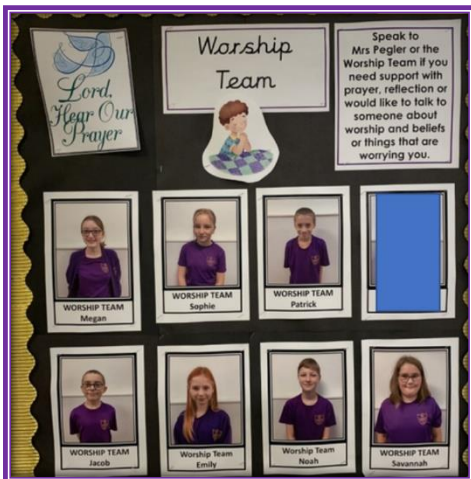 Lord,
Hear Our
Prayer
Worship
Team
Speak to
Mrs Pegler or the
Worship Team if you
need support with
prayer, reflection or
would like to talk to
someone about
worship and beliefs
or things that are
worrying you.
WORSHIP TEAM
Megan
WORSHIP TEAM
Sophie
WORSHIP TEAM
Patrick
WORSHIP TEAM
Jacob
Worship Team
Emily
Worship Team
Noah
WORSHIP TEAM
Savannah